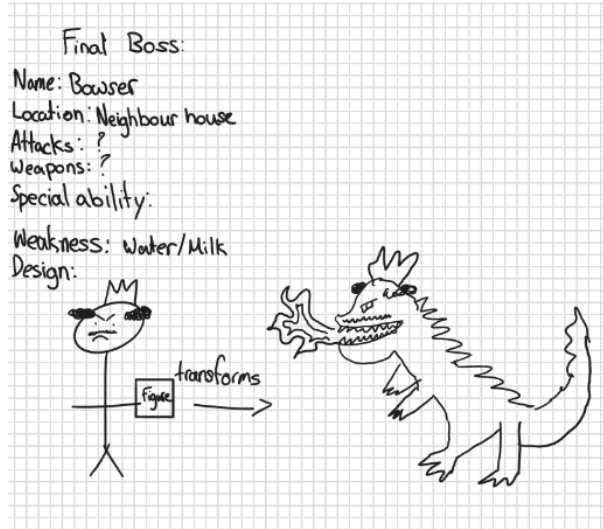 Final Boss:
Name: Bowser
Location: Neighbour house
Attacks: ?
Weapons: ?
Special ability:
Weakness: Water/Milk
Design:
transforms
Figure